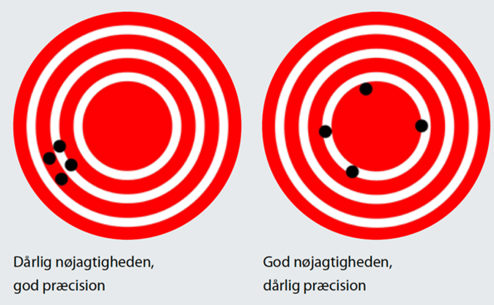 Dårlig nøjagtigheden,
god præcision
God nøjagtigheden,
dårlig præcision